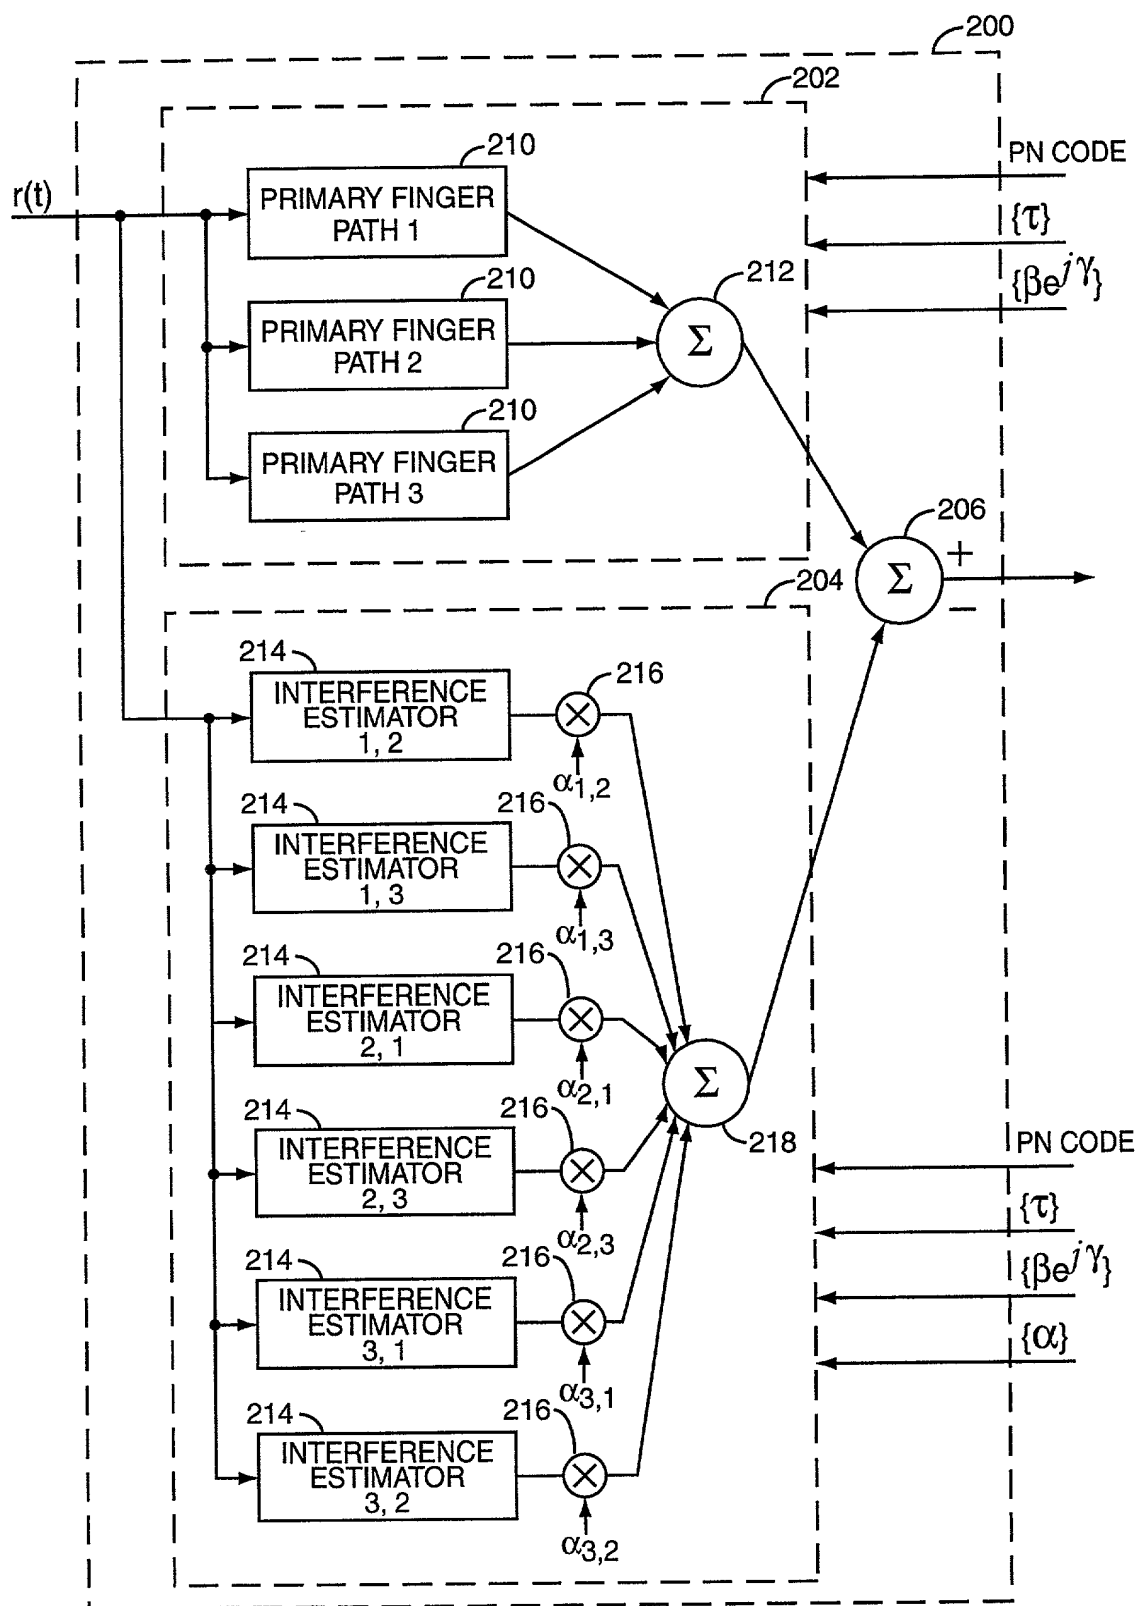 200
202
210
PN CODE
r(t)
PRIMARY FINGER
PATH 1
{τ}
212
210
{βe^jγ}
PRIMARY FINGER
PATH 2
Σ
210
PRIMARY FINGER
PATH 3
206
+
Σ
−
204
214
216
INTERFERENCE
ESTIMATOR
1, 2
α1,2
214
216
INTERFERENCE
ESTIMATOR
1, 3
α1,3
214
216
INTERFERENCE
ESTIMATOR
2, 1
α2,1
Σ
218
214
216
INTERFERENCE
ESTIMATOR
2, 3
α2,3
PN CODE
{τ}
{βe^jγ}
{α}
214
216
INTERFERENCE
ESTIMATOR
3, 1
α3,1
214
216
INTERFERENCE
ESTIMATOR
3, 2
α3,2